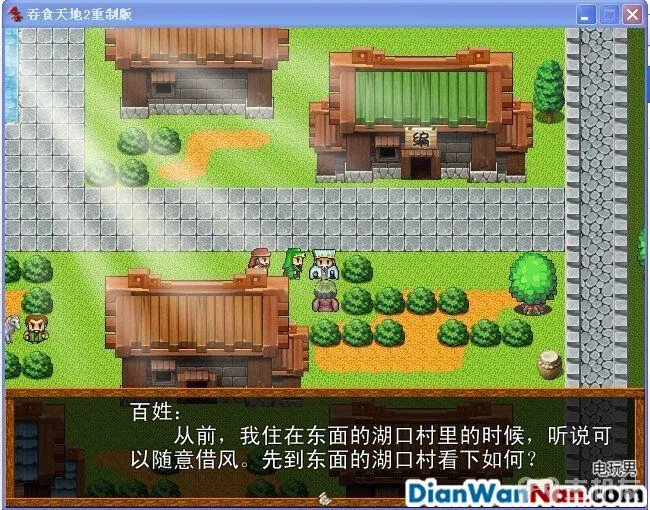 吞食天地2重制版
编
百姓：
从前，我住在东面的湖口村里的时候，听说可
以随意借风。先到东面的湖口村看下如何？
电玩男
DianWanNan.com